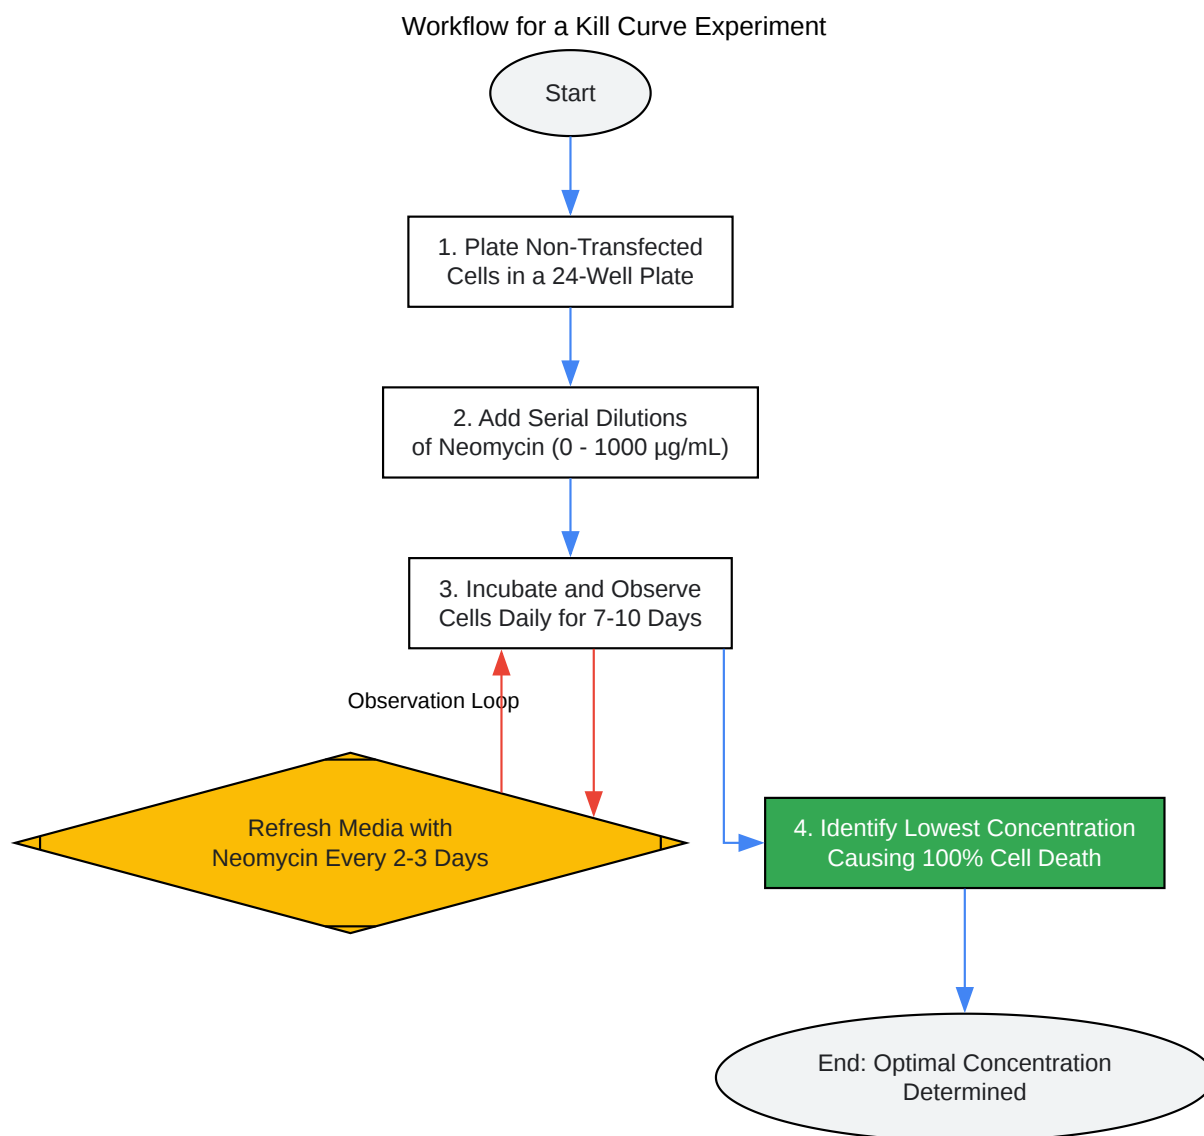 Workflow for a Kill Curve Experiment
Start
1. Plate Non-Transfected
Cells in a 24-Well Plate
2. Add Serial Dilutions
of Neomycin (0 - 1000 µg/mL)
3. Incubate and Observe
Cells Daily for 7-10 Days
Observation Loop
Refresh Media with
Neomycin Every 2-3 Days
4. Identify Lowest Concentration
Causing 100% Cell Death
End: Optimal Concentration
Determined